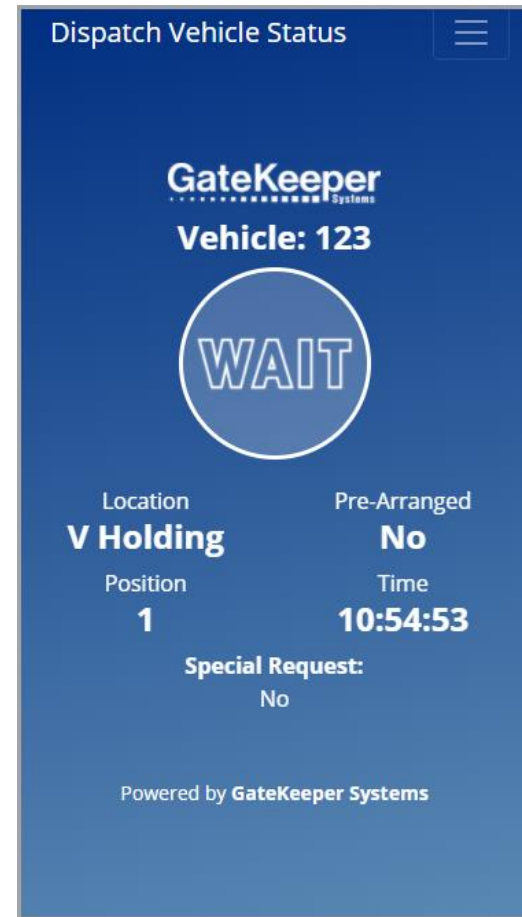 Dispatch Vehicle Status
GateKeeper
Systems
Vehicle: 123
WAIT
Location Pre-Arranged
V Holding No
Position Time
1 10:54:53
Special Request:
No
Powered by GateKeeper Systems